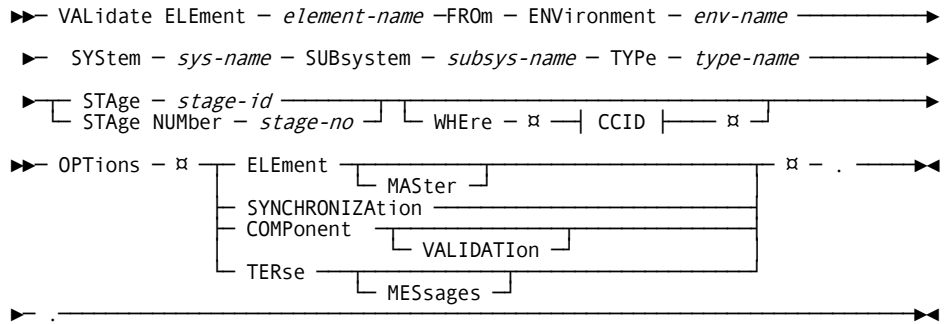 VALidate ELEment – element-name –FROm – ENVironment – env-name
SYStem – sys-name – SUBsystem – subsys-name – TYPe – type-name
STAge – stage-id
STAge NUMber – stage-no
WHEre – ¤ CCID ¤
OPTions – ¤ ELEment ¤ – .
MASter
SYNCHRONIZAtion
COMPonent
VALIDATIon
TERse
MESsages
.